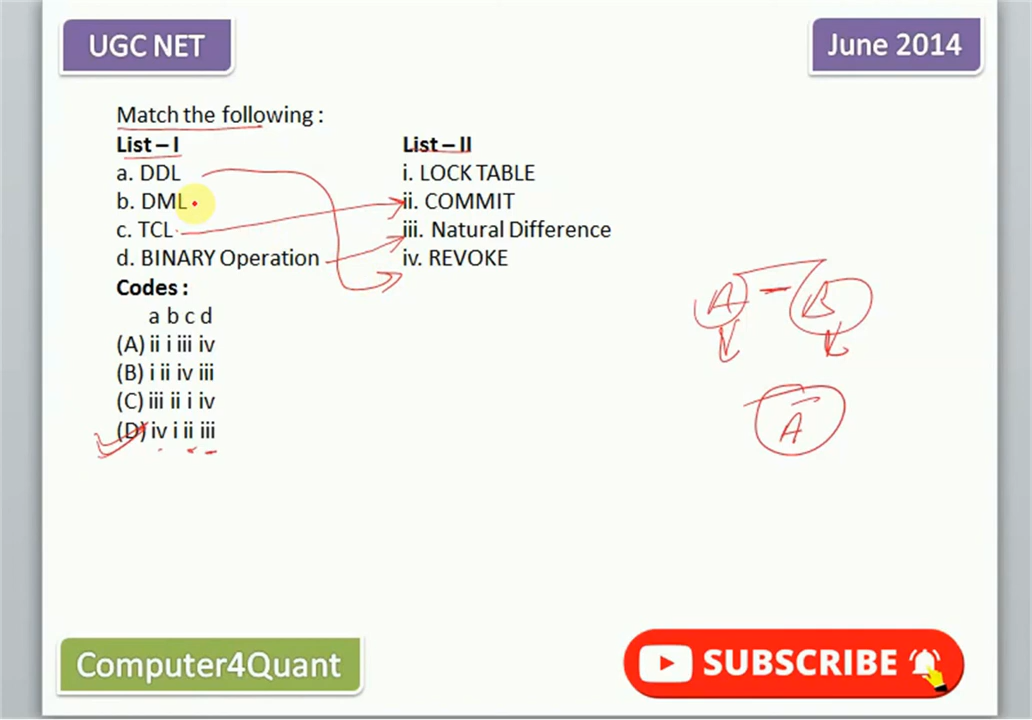 UGC NET
June 2014
Match the following :
List – I
List – II
a. DDL
i. LOCK TABLE
b. DML
ii. COMMIT
c. TCL
iii. Natural Difference
d. BINARY Operation
iv. REVOKE
Codes :
a b c d
(A) ii i iii iv
(B) i ii iv iii
(C) iii ii i iv
(D) iv i ii iii
A – B
A
Computer4Quant
SUBSCRIBE